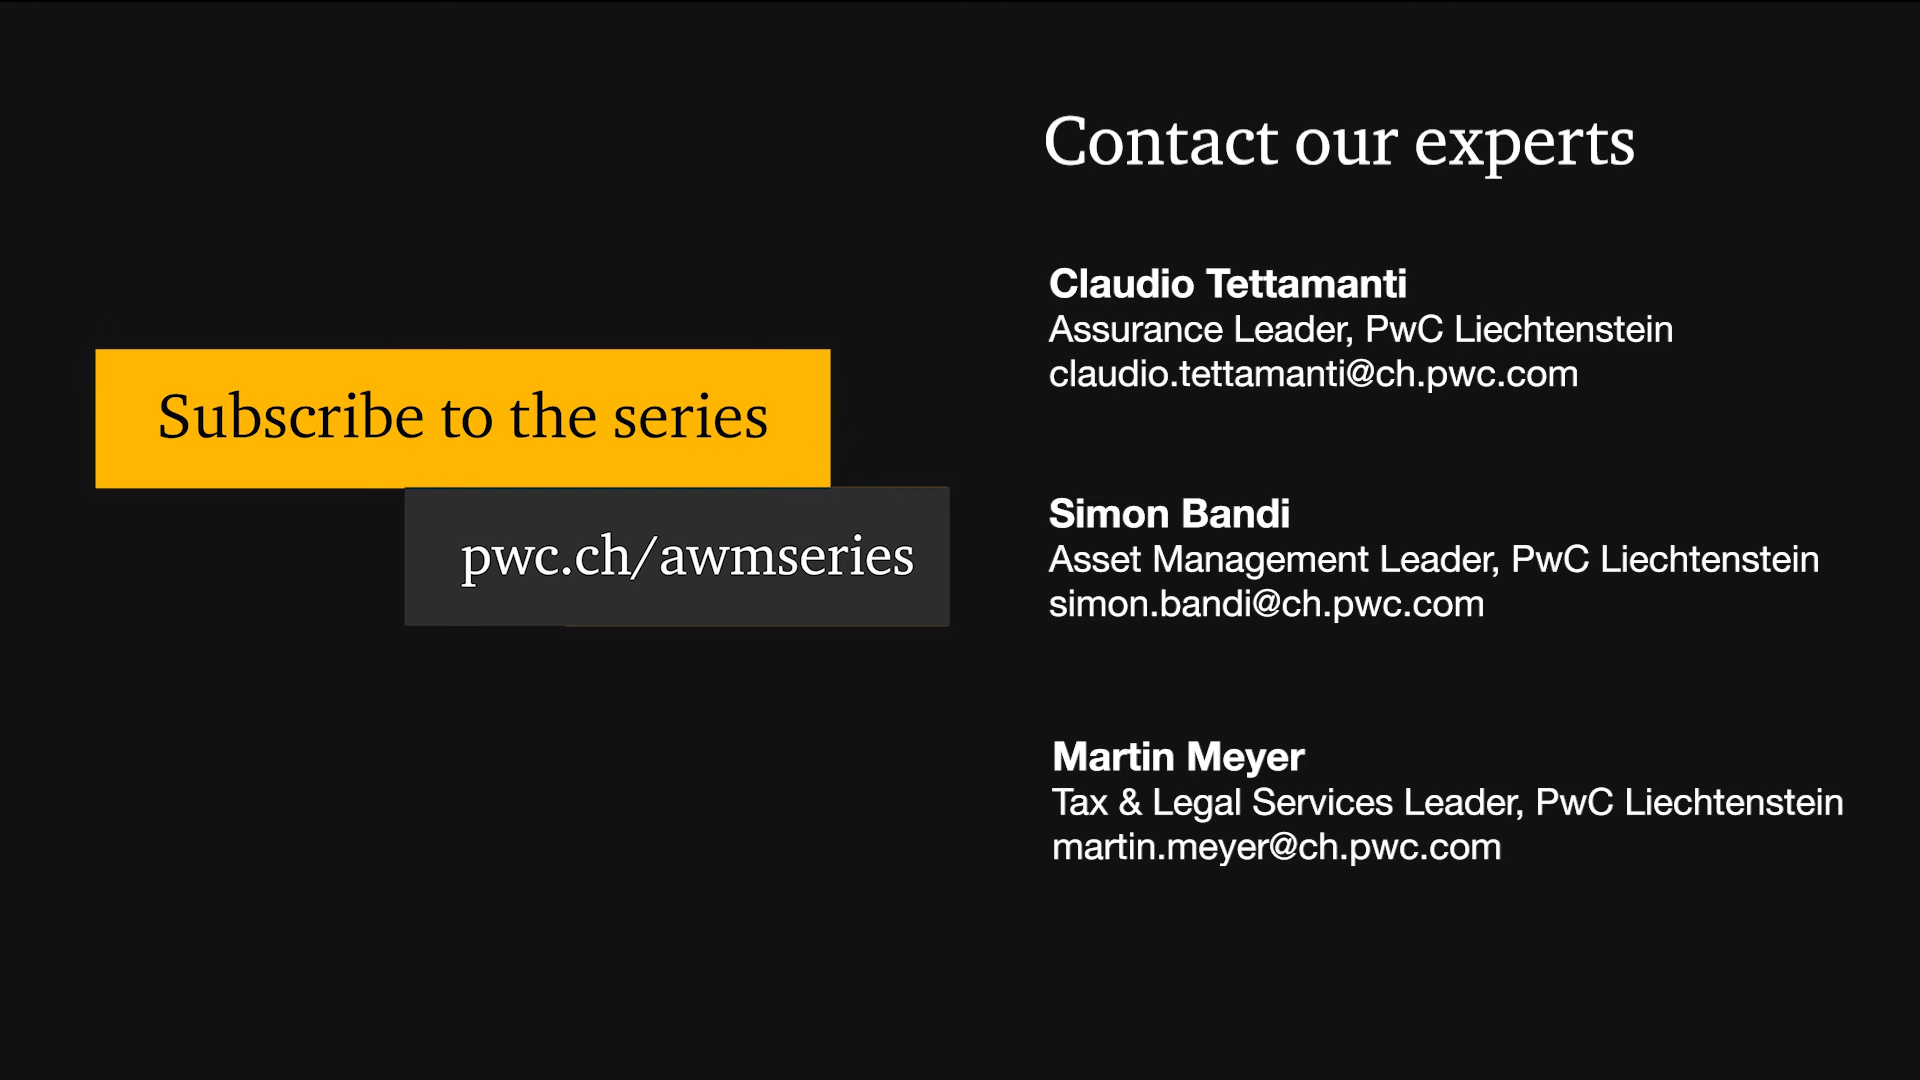 Subscribe to the series
pwc.ch/awmseries
Contact our experts
Claudio Tettamanti
Assurance Leader, PwC Liechtenstein
claudio.tettamanti@ch.pwc.com
Simon Bandi
Asset Management Leader, PwC Liechtenstein
simon.bandi@ch.pwc.com
Martin Meyer
Tax & Legal Services Leader, PwC Liechtenstein
martin.meyer@ch.pwc.com